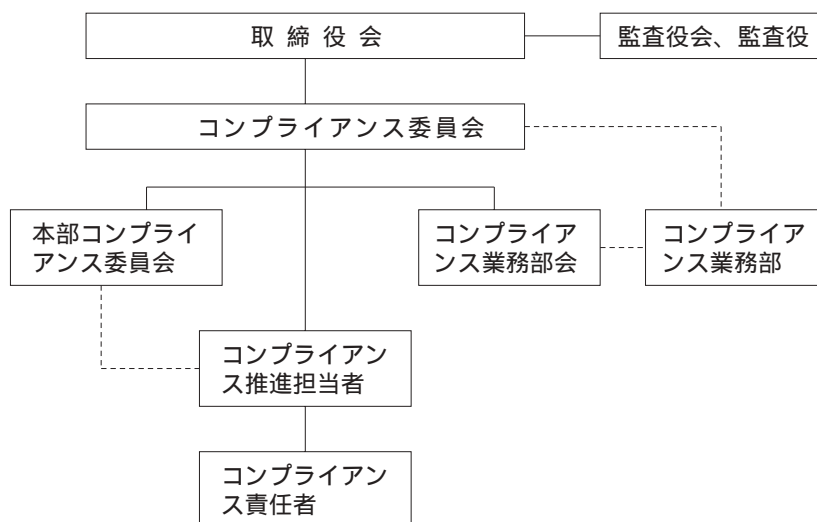 取締役会
監査役会、監査役
コンプライアンス委員会
本部コンプライ
アンス委員会
コンプライア
ンス業務部会
コンプライア
ンス業務部
コンプライアン
ス推進担当者
コンプライアン
ス責任者